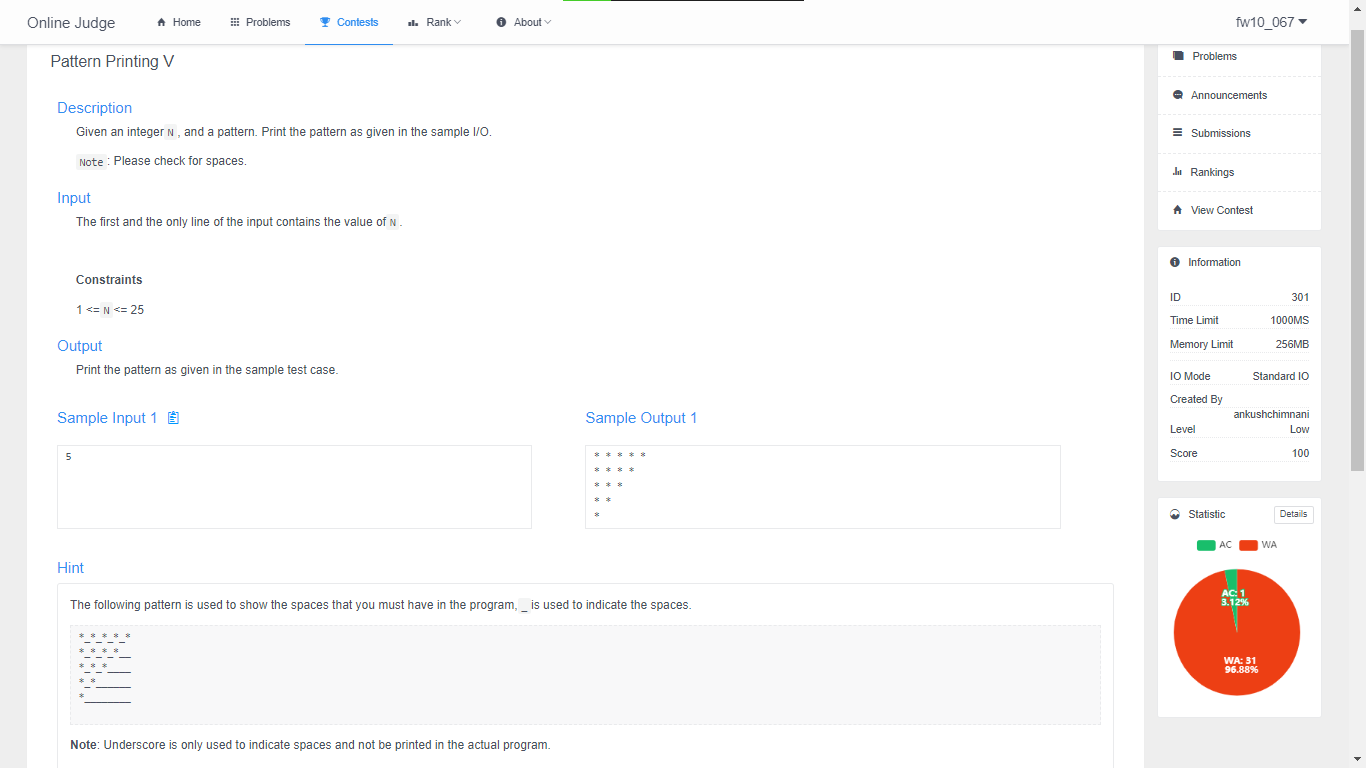 Online Judge
Home
Problems
Contests
Rank
About
fw10_067
Pattern Printing V
Description
Given an integer N , and a pattern. Print the pattern as given in the sample I/O.
Note : Please check for spaces.
Input
The first and the only line of the input contains the value of N .
Constraints
1 <= N <= 25
Output
Print the pattern as given in the sample test case.
Sample Input 1
Sample Output 1
5
* * * * *
* * * *
* * *
* *
*
Hint
The following pattern is used to show the spaces that you must have in the program, _ is used to indicate the spaces.
*_*_*_*_*
*_*_*_*__
*_*_*____
*_*______
*________
Note: Underscore is only used to indicate spaces and not be printed in the actual program.
Problems
Announcements
Submissions
Rankings
View Contest
Information
ID 301
Time Limit 1000MS
Memory Limit 256MB
IO Mode Standard IO
Created By
ankushchimnani
Level Low
Score 100
Statistic Details
AC WA
AC: 1
3.12%
WA: 31
96.88%